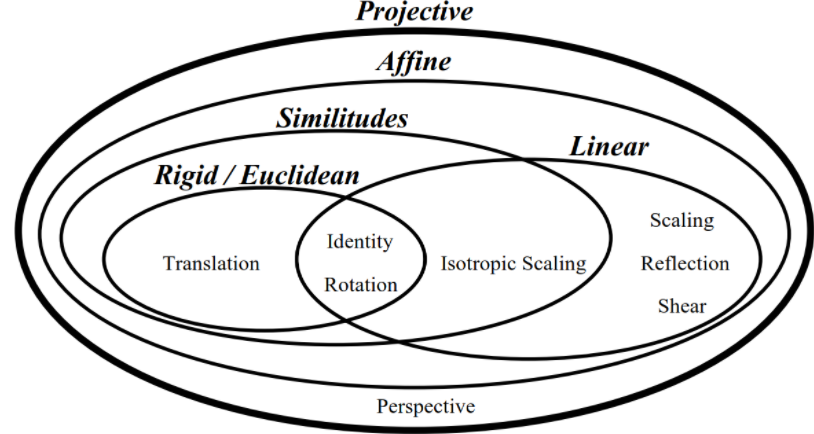 Projective
Affine
Similitudes
Linear
Rigid / Euclidean
Scaling
Identity
Translation
Isotropic Scaling
Reflection
Rotation
Shear
Perspective